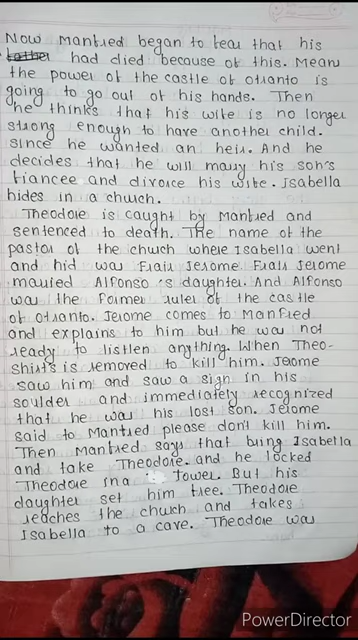 Now Manfried began to fear that his
father had died because of this. Mean
the power of the castle of otranto is
going to go out of his hands. Then
he thinks that his wife is no longer
strong enough to have another child.
since he wanted an heir. And he
decides that he will marry his son's
fiancee and divorce his wife. Isabella
hides in a church.
Theodore is caught by Manfried and
sentenced to death. The name of the
pastor of the church where Isabella went
and hid was Friar Jerome. Friar Jerome
married Alfonso's daughter. And Alfonso
was the Former ruler of the castle
of otranto. Jerome comes to Manfried
and explains to him but he was not
ready to listlen anything. When Theo-
shirts is removed to kill him. Jerome
saw him and saw a sign in his
soulder and immediately recognized
that he was his lost son. Jerome
said to Manfried please don't kill him.
Then Manfried says that bring Isabella
and take Theodore. and he locked
Theodore in a Tower. But his
daughter set him free. Theodore
reaches the church and takes
Isabella to a cave. Theodore was
PowerDirector